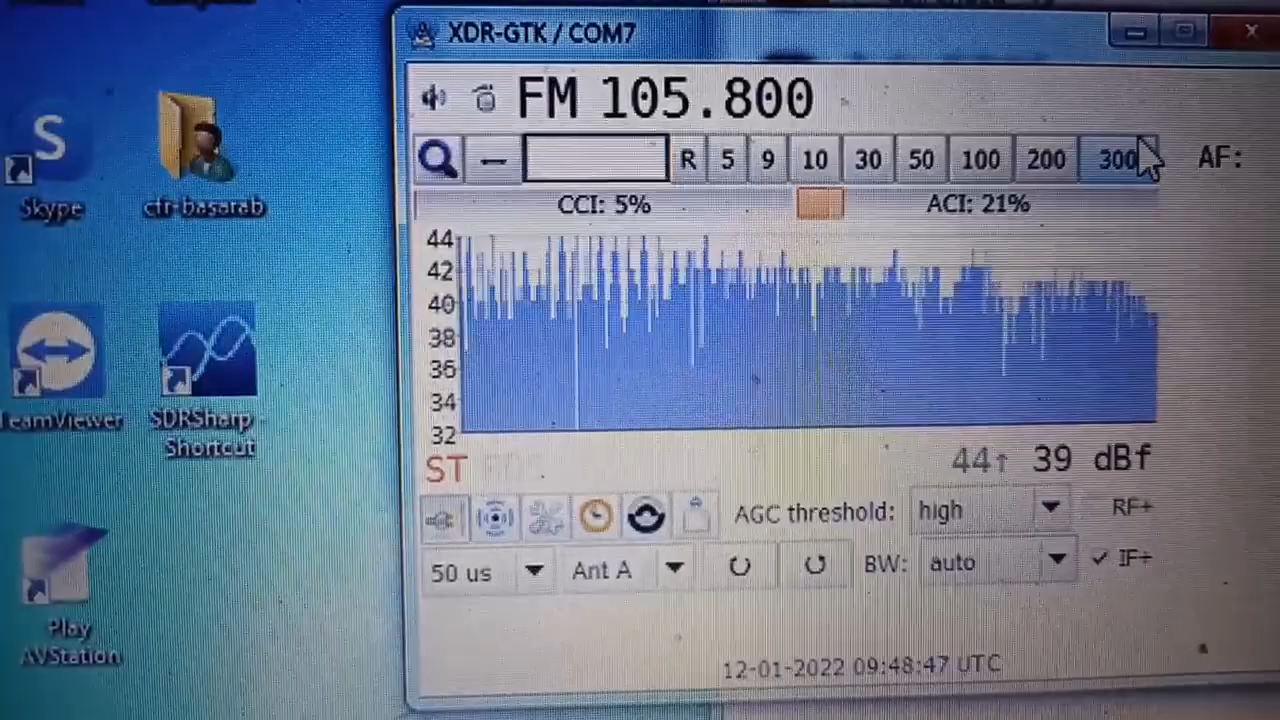 XDR-GTK / COM7
FM 105.800
R 5 9 10 30 50 100 200 300 AF:
CCI: 5% ACI: 21%
44
42
40
38
36
34
32
ST
44↑ 39 dBf
AGC threshold: high RF+
50 us Ant A BW: auto ✓ IF+
12-01-2022 09:48:47 UTC
S
Skype
cfr-basarab
TeamViewer
SDRSharp -
Shortcut
Play
AVStation